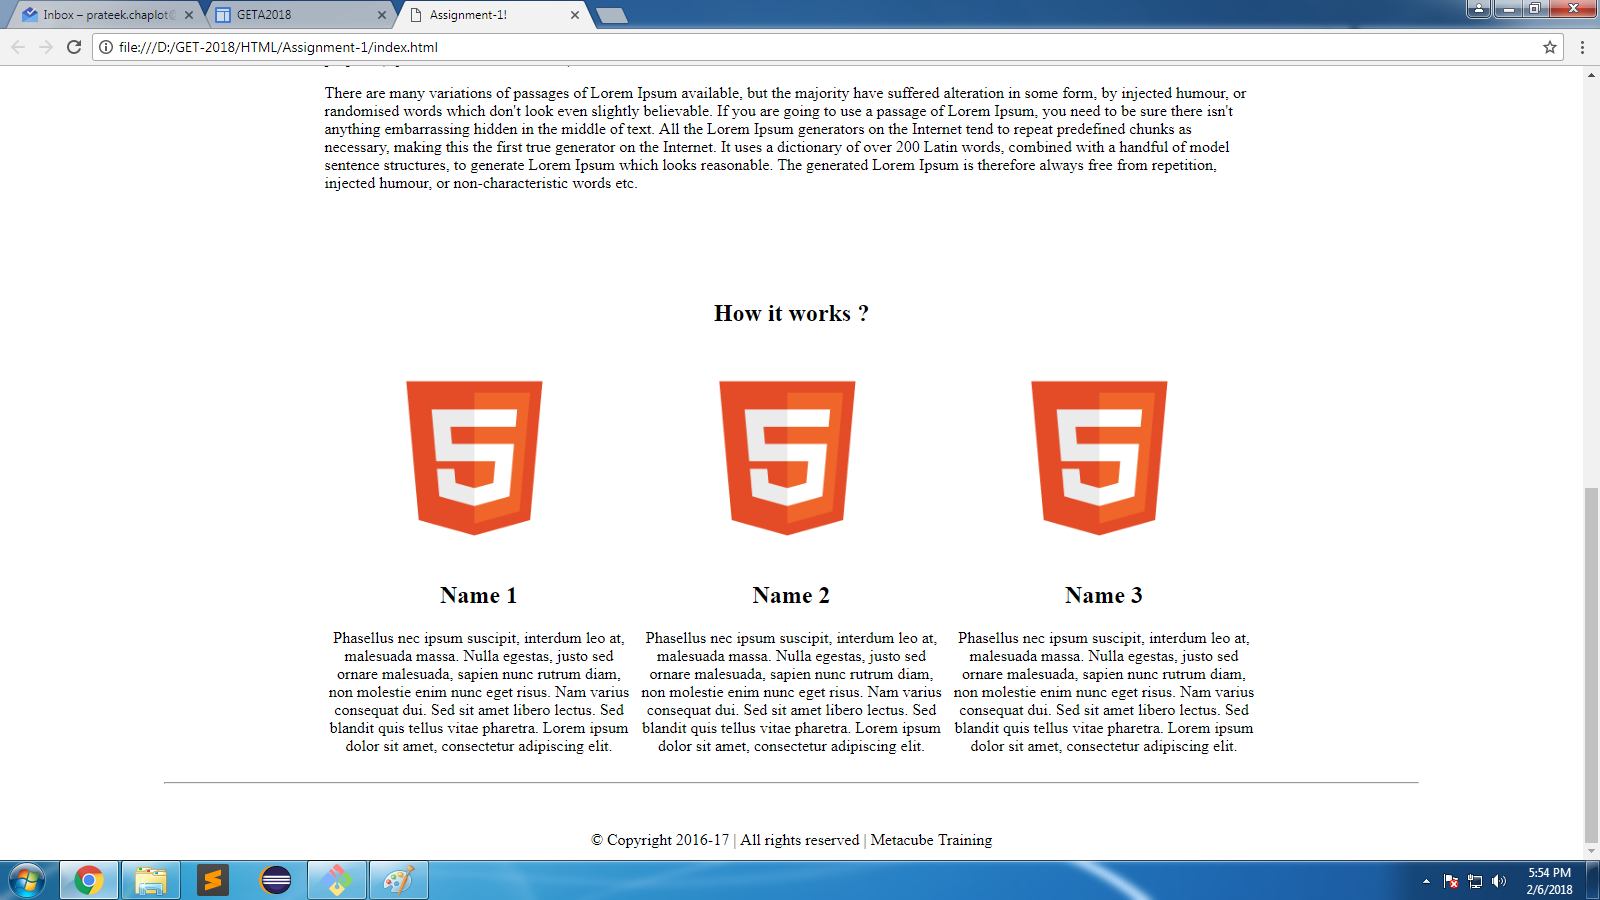 Inbox – prateek.chaplot@
GETA2018
Assignment-1!
file:///D:/GET-2018/HTML/Assignment-1/index.html
There are many variations of passages of Lorem Ipsum available, but the majority have suffered alteration in some form, by injected humour, or
randomised words which don't look even slightly believable. If you are going to use a passage of Lorem Ipsum, you need to be sure there isn't
anything embarrassing hidden in the middle of text. All the Lorem Ipsum generators on the Internet tend to repeat predefined chunks as
necessary, making this the first true generator on the Internet. It uses a dictionary of over 200 Latin words, combined with a handful of model
sentence structures, to generate Lorem Ipsum which looks reasonable. The generated Lorem Ipsum is therefore always free from repetition,
injected humour, or non-characteristic words etc.
How it works ?
Name 1
Phasellus nec ipsum suscipit, interdum leo at,
malesuada massa. Nulla egestas, justo sed
ornare malesuada, sapien nunc rutrum diam,
non molestie enim nunc eget risus. Nam varius
consequat dui. Sed sit amet libero lectus. Sed
blandit quis tellus vitae pharetra. Lorem ipsum
dolor sit amet, consectetur adipiscing elit.
Name 2
Phasellus nec ipsum suscipit, interdum leo at,
malesuada massa. Nulla egestas, justo sed
ornare malesuada, sapien nunc rutrum diam,
non molestie enim nunc eget risus. Nam varius
consequat dui. Sed sit amet libero lectus. Sed
blandit quis tellus vitae pharetra. Lorem ipsum
dolor sit amet, consectetur adipiscing elit.
Name 3
Phasellus nec ipsum suscipit, interdum leo at,
malesuada massa. Nulla egestas, justo sed
ornare malesuada, sapien nunc rutrum diam,
non molestie enim nunc eget risus. Nam varius
consequat dui. Sed sit amet libero lectus. Sed
blandit quis tellus vitae pharetra. Lorem ipsum
dolor sit amet, consectetur adipiscing elit.
© Copyright 2016-17 | All rights reserved | Metacube Training
5:54 PM
2/6/2018